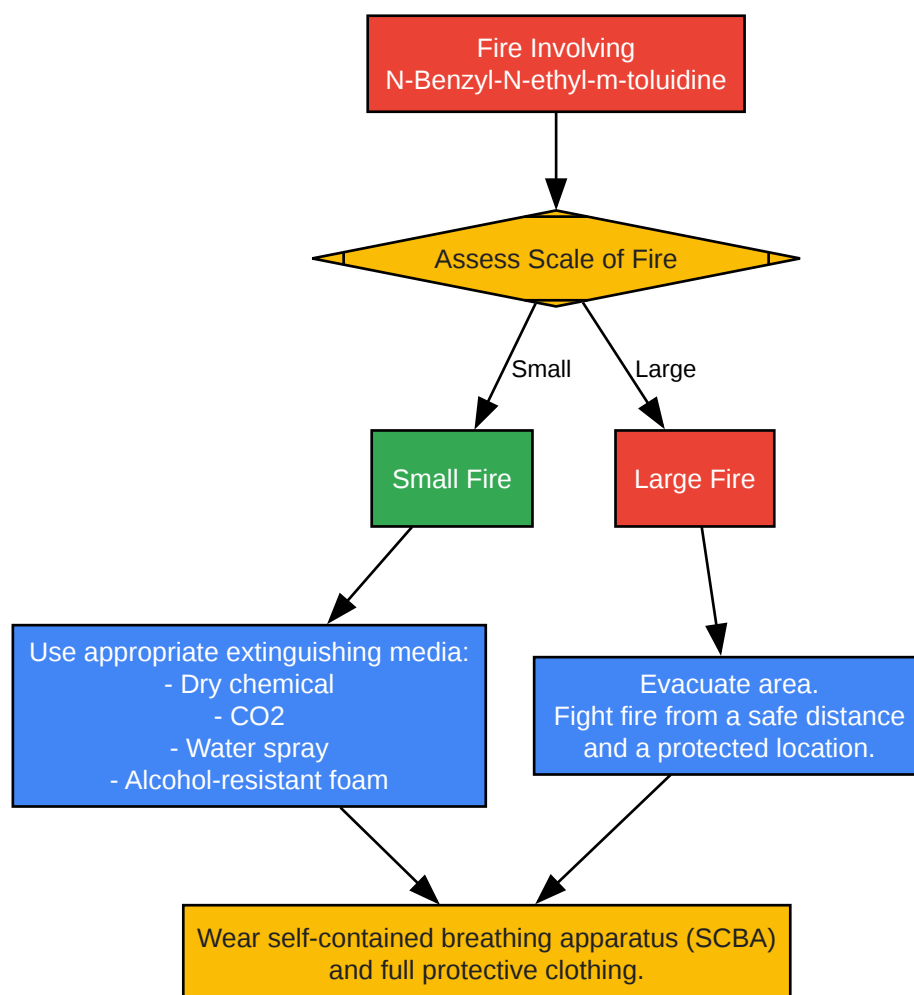 Fire Involving
N-Benzyl-N-ethyl-m-toluidine
Assess Scale of Fire
Small
Large
Small Fire
Large Fire
Use appropriate extinguishing media:
- Dry chemical
- CO2
- Water spray
- Alcohol-resistant foam
Evacuate area.
Fight fire from a safe distance
and a protected location.
Wear self-contained breathing apparatus (SCBA)
and full protective clothing.